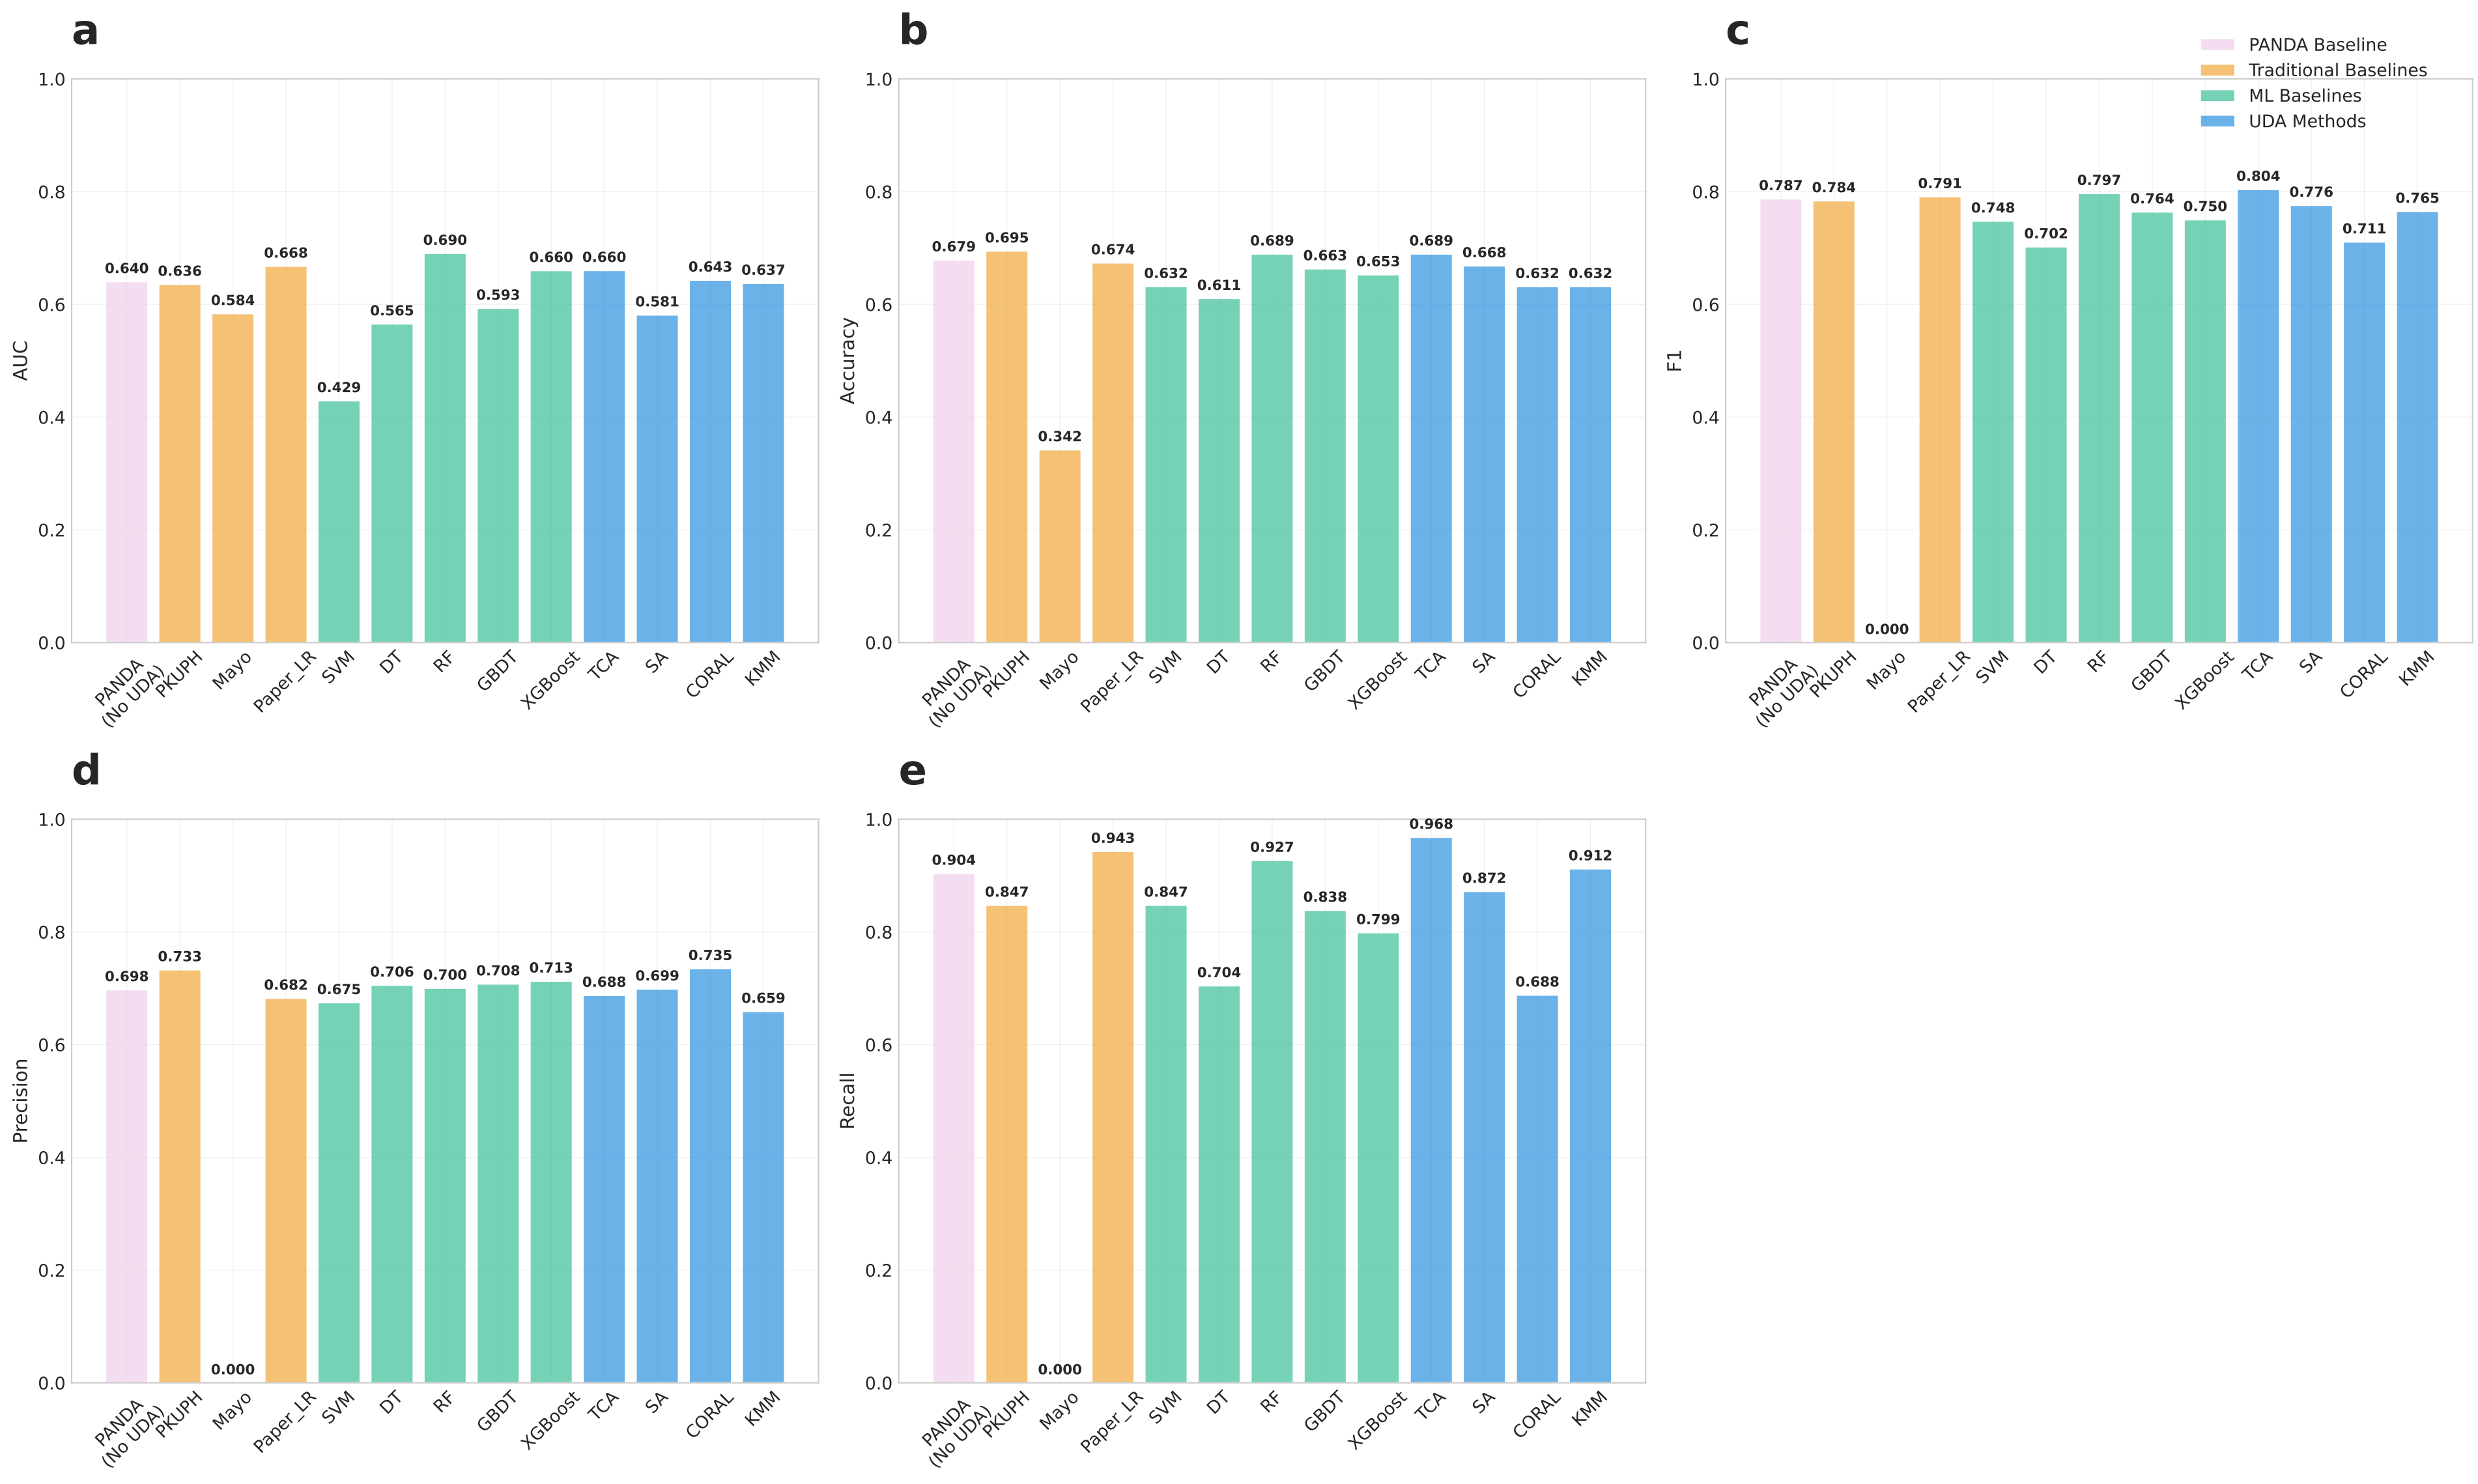 a
1.0
0.8
0.6
0.4
0.2
0.0
AUC
0.640
0.636
0.584
0.668
0.429
0.565
0.690
0.593
0.660
0.660
0.581
0.643
0.637
PANDA
(No UDA)
PKUPH
Mayo
Paper_LR
SVM
DT
RF
GBDT
XGBoost
TCA
SA
CORAL
KMM
b
1.0
0.8
0.6
0.4
0.2
0.0
Accuracy
0.679
0.695
0.342
0.674
0.632
0.611
0.689
0.663
0.653
0.689
0.668
0.632
0.632
PANDA
(No UDA)
PKUPH
Mayo
Paper_LR
SVM
DT
RF
GBDT
XGBoost
TCA
SA
CORAL
KMM
c
PANDA Baseline
Traditional Baselines
ML Baselines
UDA Methods
1.0
0.8
0.6
0.4
0.2
0.0
F1
0.787
0.784
0.000
0.791
0.748
0.702
0.797
0.764
0.750
0.804
0.776
0.711
0.765
PANDA
(No UDA)
PKUPH
Mayo
Paper_LR
SVM
DT
RF
GBDT
XGBoost
TCA
SA
CORAL
KMM
d
1.0
0.8
0.6
0.4
0.2
0.0
Precision
0.698
0.733
0.000
0.682
0.675
0.706
0.700
0.708
0.713
0.688
0.699
0.735
0.659
PANDA
(No UDA)
PKUPH
Mayo
Paper_LR
SVM
DT
RF
GBDT
XGBoost
TCA
SA
CORAL
KMM
e
1.0
0.8
0.6
0.4
0.2
0.0
Recall
0.904
0.847
0.000
0.943
0.847
0.704
0.927
0.838
0.799
0.968
0.872
0.688
0.912
PANDA
(No UDA)
PKUPH
Mayo
Paper_LR
SVM
DT
RF
GBDT
XGBoost
TCA
SA
CORAL
KMM